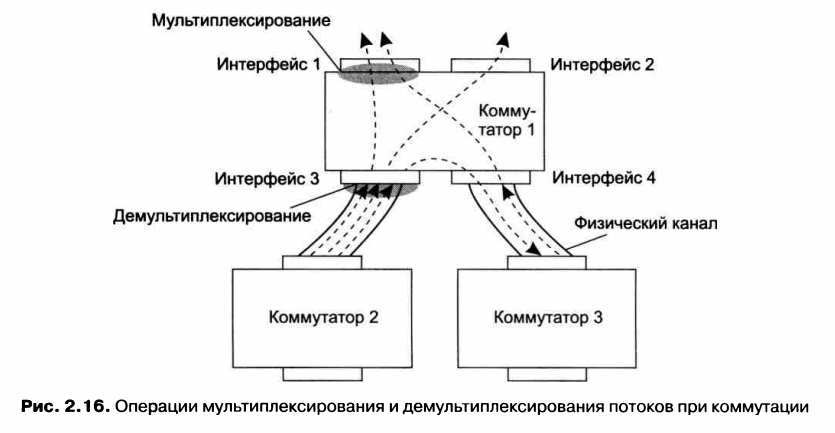 Мультиплексирование
Интерфейс 1
Интерфейс 2
Комму-
татор 1
Интерфейс 3
Интерфейс 4
Демультиплексирование
Физический канал
Коммутатор 2
Коммутатор 3
Рис. 2.16. Операции мультиплексирования и демультиплексирования потоков при коммутации